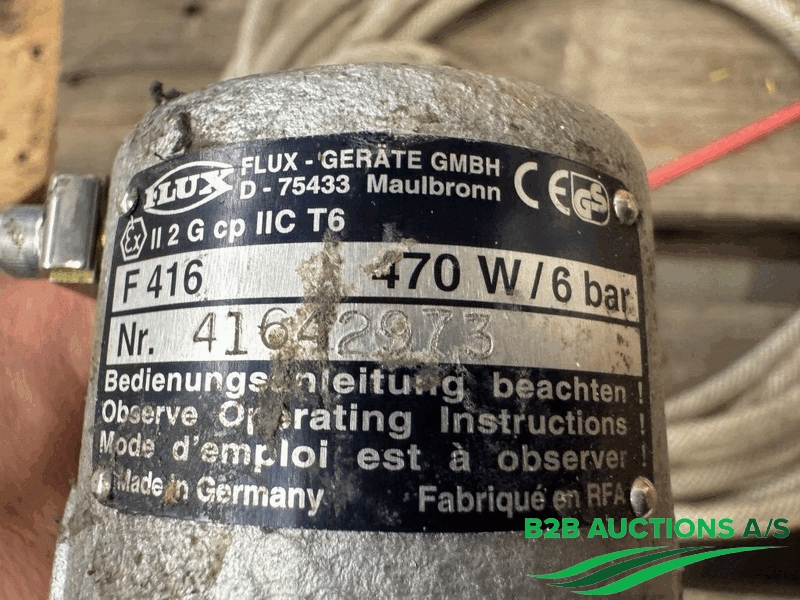 FLUX
FLUX - GERÄTE GMBH
D - 75433 Maulbronn
CE GS
Ex II 2 G cp IIC T6
F 416 470 W / 6 bar
Nr. 41642973
Bedienungsanleitung beachten !
Observe Operating Instructions !
Mode d'emploi est à observer !
Made in Germany Fabriqué en RFA
B2B AUCTIONS A/S